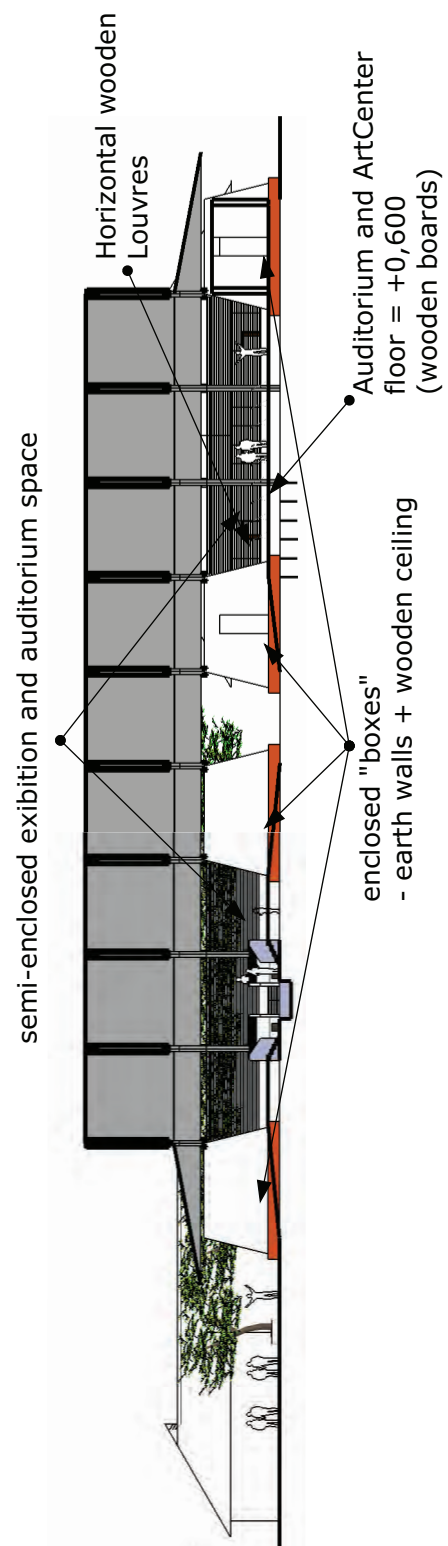 semi-enclosed exibition and auditorium space
Horizontal wooden
Louvres
enclosed "boxes"
- earth walls + wooden ceiling
Auditorium and ArtCenter
floor = +0,600
(wooden boards)